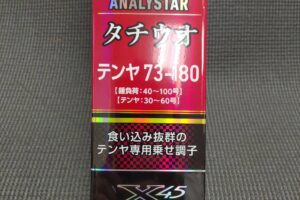 ANALYSTAR
タチウオ
テンヤ 73-180
【錘負荷:40〜100号】
【テンヤ:30〜60号】
食い込み抜群の
テンヤ専用乗せ調子
X45